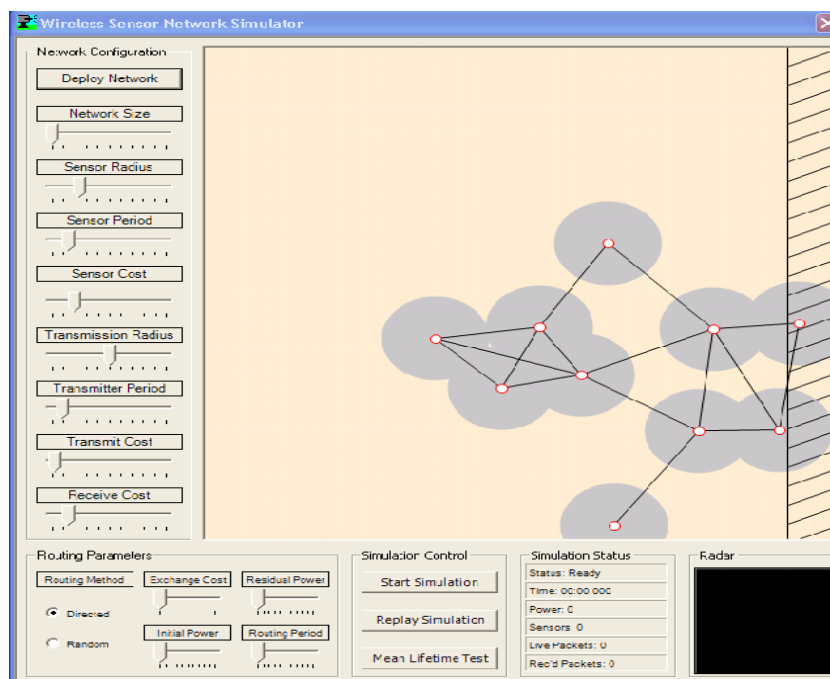 Wireless Sensor Network Simulator
Network Configuration
Deploy Network
Network Size
Sensor Radius
Sensor Period
Sensor Cost
Transmission Radius
Transmitter Period
Transmit Cost
Receive Cost
Routing Parameters
Routing Method
Directed
Random
Exchange Cost
Residual Power
Initial Power
Routing Period
Simulation Control
Start Simulation
Replay Simulation
Mean Lifetime Test
Simulation Status
Status: Ready
Time: 00:00.000
Power: 0
Sensors: 0
Live Packets: 0
Rec'd Packets: 0
Radar